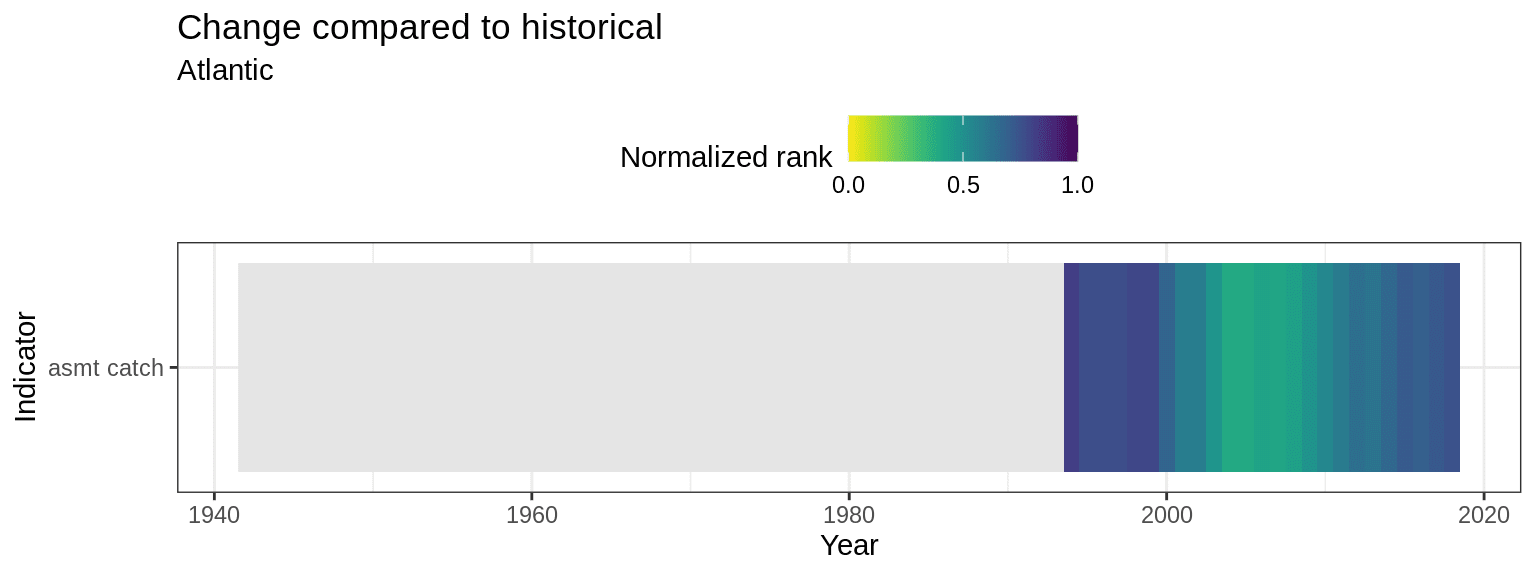 Change compared to historical
Atlantic
Normalized rank
0.0 0.5 1.0
Indicator
asmt catch
1940 1960 1980 2000 2020
Year